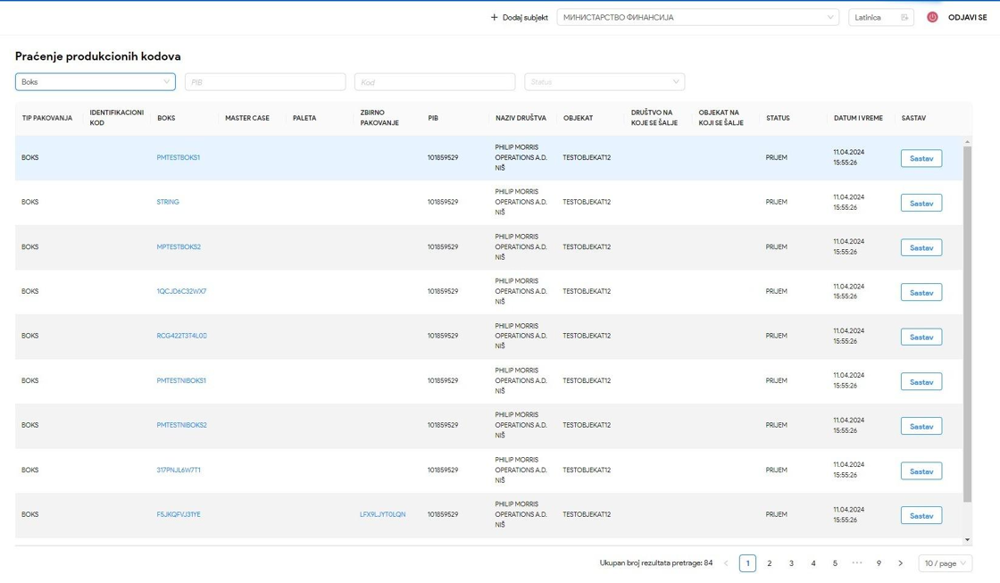 Dodaj subjekt
МИНИСТАРСТВО ФИНАНСИЈА
Latinica
ODJAVI SE
Praćenje produkcionih kodova
Boks
PIB
Kod
Status
TIP PAKOVANJA
IDENTIFIKACIONI
KOD
BOKS
MASTER CASE
PALETA
ZBIRNO
PAKOVANJE
PIB
NAZIV DRUŠTVA
OBJEKAT
DRUŠTVO NA
KOJE SE ŠALJE
OBJEKAT NA
KOJI SE ŠALJE
STATUS
DATUM I VREME
SASTAV
BOKS
PMTESTBOKS1
101859529
PHILIP MORRIS
OPERATIONS A.D.
NIŠ
TESTOBJEKAT12
PRIJEM
11.04.2024
15:55:26
Sastav
BOKS
STRING
101859529
PHILIP MORRIS
OPERATIONS A.D.
NIŠ
TESTOBJEKAT12
PRIJEM
11.04.2024
15:55:26
Sastav
BOKS
MPTESTBOKS2
101859529
PHILIP MORRIS
OPERATIONS A.D.
NIŠ
TESTOBJEKAT12
PRIJEM
11.04.2024
15:55:26
Sastav
BOKS
1QCJD6C32WX7
101859529
PHILIP MORRIS
OPERATIONS A.D.
NIŠ
TESTOBJEKAT12
PRIJEM
11.04.2024
15:55:26
Sastav
BOKS
RCG422T3T4L00
101859529
PHILIP MORRIS
OPERATIONS A.D.
NIŠ
TESTOBJEKAT12
PRIJEM
11.04.2024
15:55:26
Sastav
BOKS
PMTESTNIBOKS1
101859529
PHILIP MORRIS
OPERATIONS A.D.
NIŠ
TESTOBJEKAT12
PRIJEM
11.04.2024
15:55:26
Sastav
BOKS
PMTESTNIBOKS2
101859529
PHILIP MORRIS
OPERATIONS A.D.
NIŠ
TESTOBJEKAT12
PRIJEM
11.04.2024
15:55:26
Sastav
BOKS
317PNJL6W7T1
101859529
PHILIP MORRIS
OPERATIONS A.D.
NIŠ
TESTOBJEKAT12
PRIJEM
11.04.2024
15:55:26
Sastav
BOKS
F5JKQFVJ31YE
LFX9LJYT0LQN
101859529
PHILIP MORRIS
OPERATIONS A.D.
NIŠ
TESTOBJEKAT12
PRIJEM
11.04.2024
15:55:26
Sastav
Ukupan broj rezultata pretrage: 84
1 2 3 4 5 ••• 9
10 / page